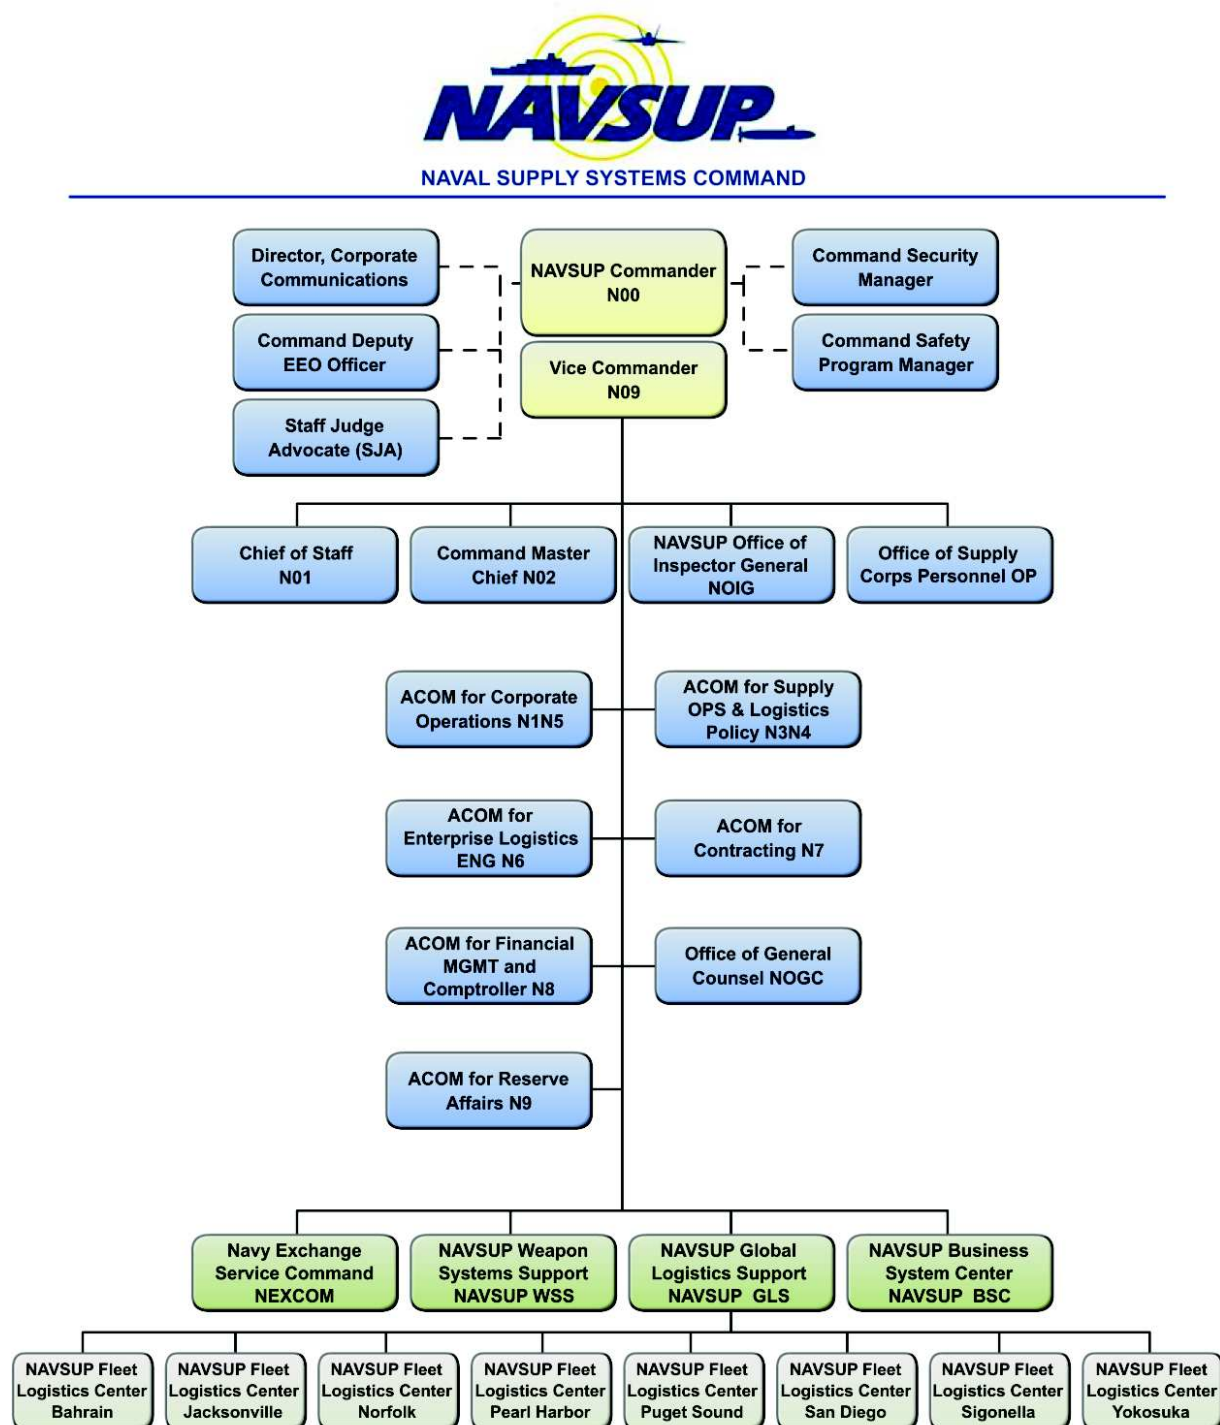 NAVSUP
NAVAL SUPPLY SYSTEMS COMMAND
Director, Corporate
Communications
NAVSUP Commander
N00
Command Security
Manager
Command Deputy
EEO Officer
Vice Commander
N09
Command Safety
Program Manager
Staff Judge
Advocate (SJA)
Chief of Staff
N01
Command Master
Chief N02
NAVSUP Office of
Inspector General
NOIG
Office of Supply
Corps Personnel OP
ACOM for Corporate
Operations N1N5
ACOM for Supply
OPS & Logistics
Policy N3N4
ACOM for
Enterprise Logistics
ENG N6
ACOM for
Contracting N7
ACOM for Financial
MGMT and
Comptroller N8
Office of General
Counsel NOGC
ACOM for Reserve
Affairs N9
Navy Exchange
Service Command
NEXCOM
NAVSUP Weapon
Systems Support
NAVSUP WSS
NAVSUP Global
Logistics Support
NAVSUP GLS
NAVSUP Business
System Center
NAVSUP BSC
NAVSUP Fleet
Logistics Center
Bahrain
NAVSUP Fleet
Logistics Center
Jacksonville
NAVSUP Fleet
Logistics Center
Norfolk
NAVSUP Fleet
Logistics Center
Pearl Harbor
NAVSUP Fleet
Logistics Center
Puget Sound
NAVSUP Fleet
Logistics Center
San Diego
NAVSUP Fleet
Logistics Center
Sigonella
NAVSUP Fleet
Logistics Center
Yokosuka